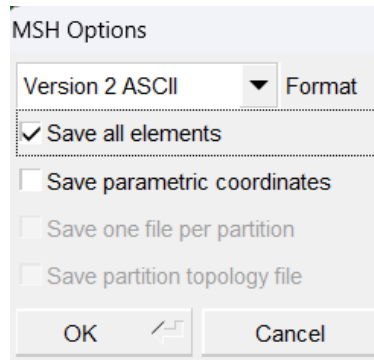 MSH Options
Version 2 ASCII Format
Save all elements
Save parametric coordinates
Save one file per partition
Save partition topology file
OK Cancel